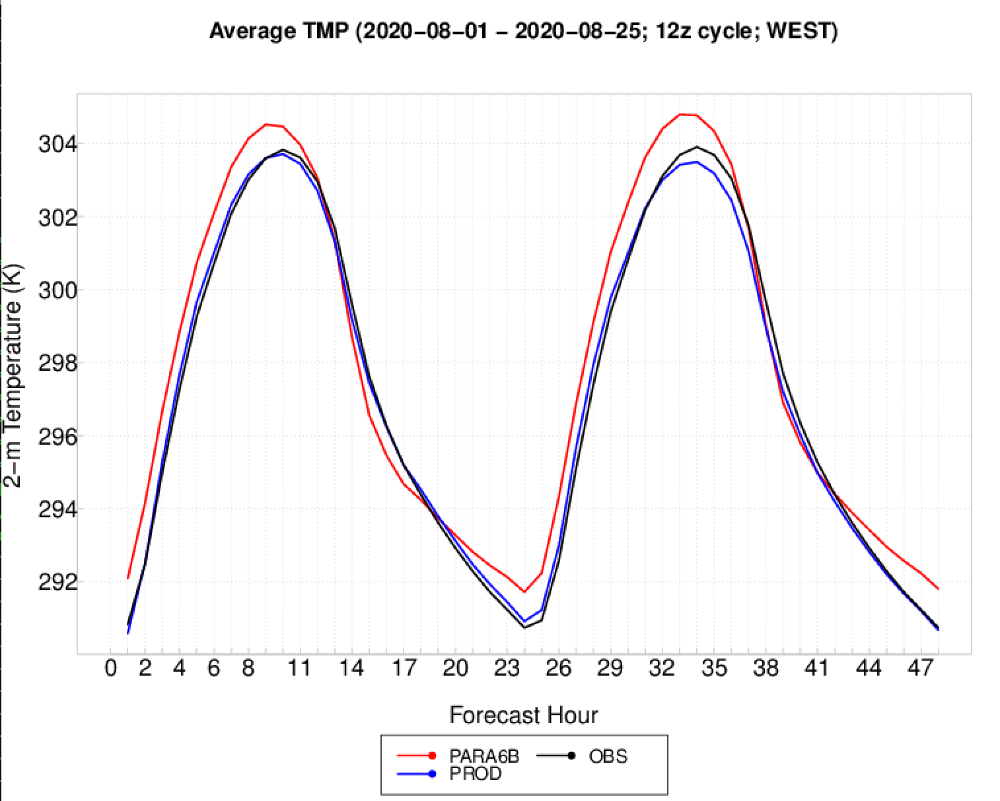 Average TMP (2020−08−01 − 2020−08−25; 12z cycle; WEST)
2−m Temperature (K)
304
302
300
298
296
294
292
0 2 4 6 8 11 14 17 20 23 26 29 32 35 38 41 44 47
Forecast Hour
PARA6B OBS
PROD